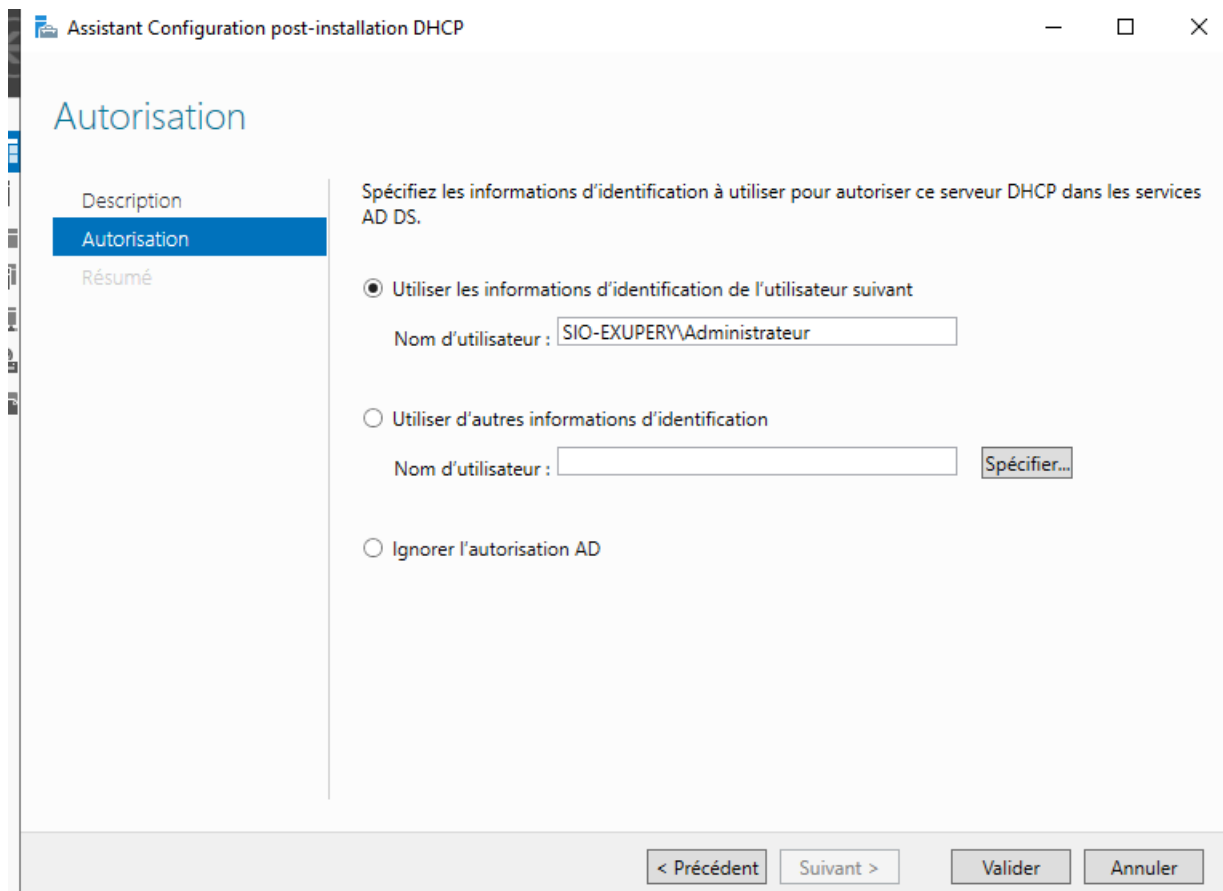 Assistant Configuration post-installation DHCP
Autorisation
Description
Autorisation
Résumé
Spécifiez les informations d’identification à utiliser pour autoriser ce serveur DHCP dans les services
AD DS.
Utiliser les informations d’identification de l’utilisateur suivant
Nom d’utilisateur : SIO-EXUPERY\Administrateur
Utiliser d’autres informations d’identification
Nom d’utilisateur : Spécifier...
Ignorer l’autorisation AD
< Précédent Suivant > Valider Annuler